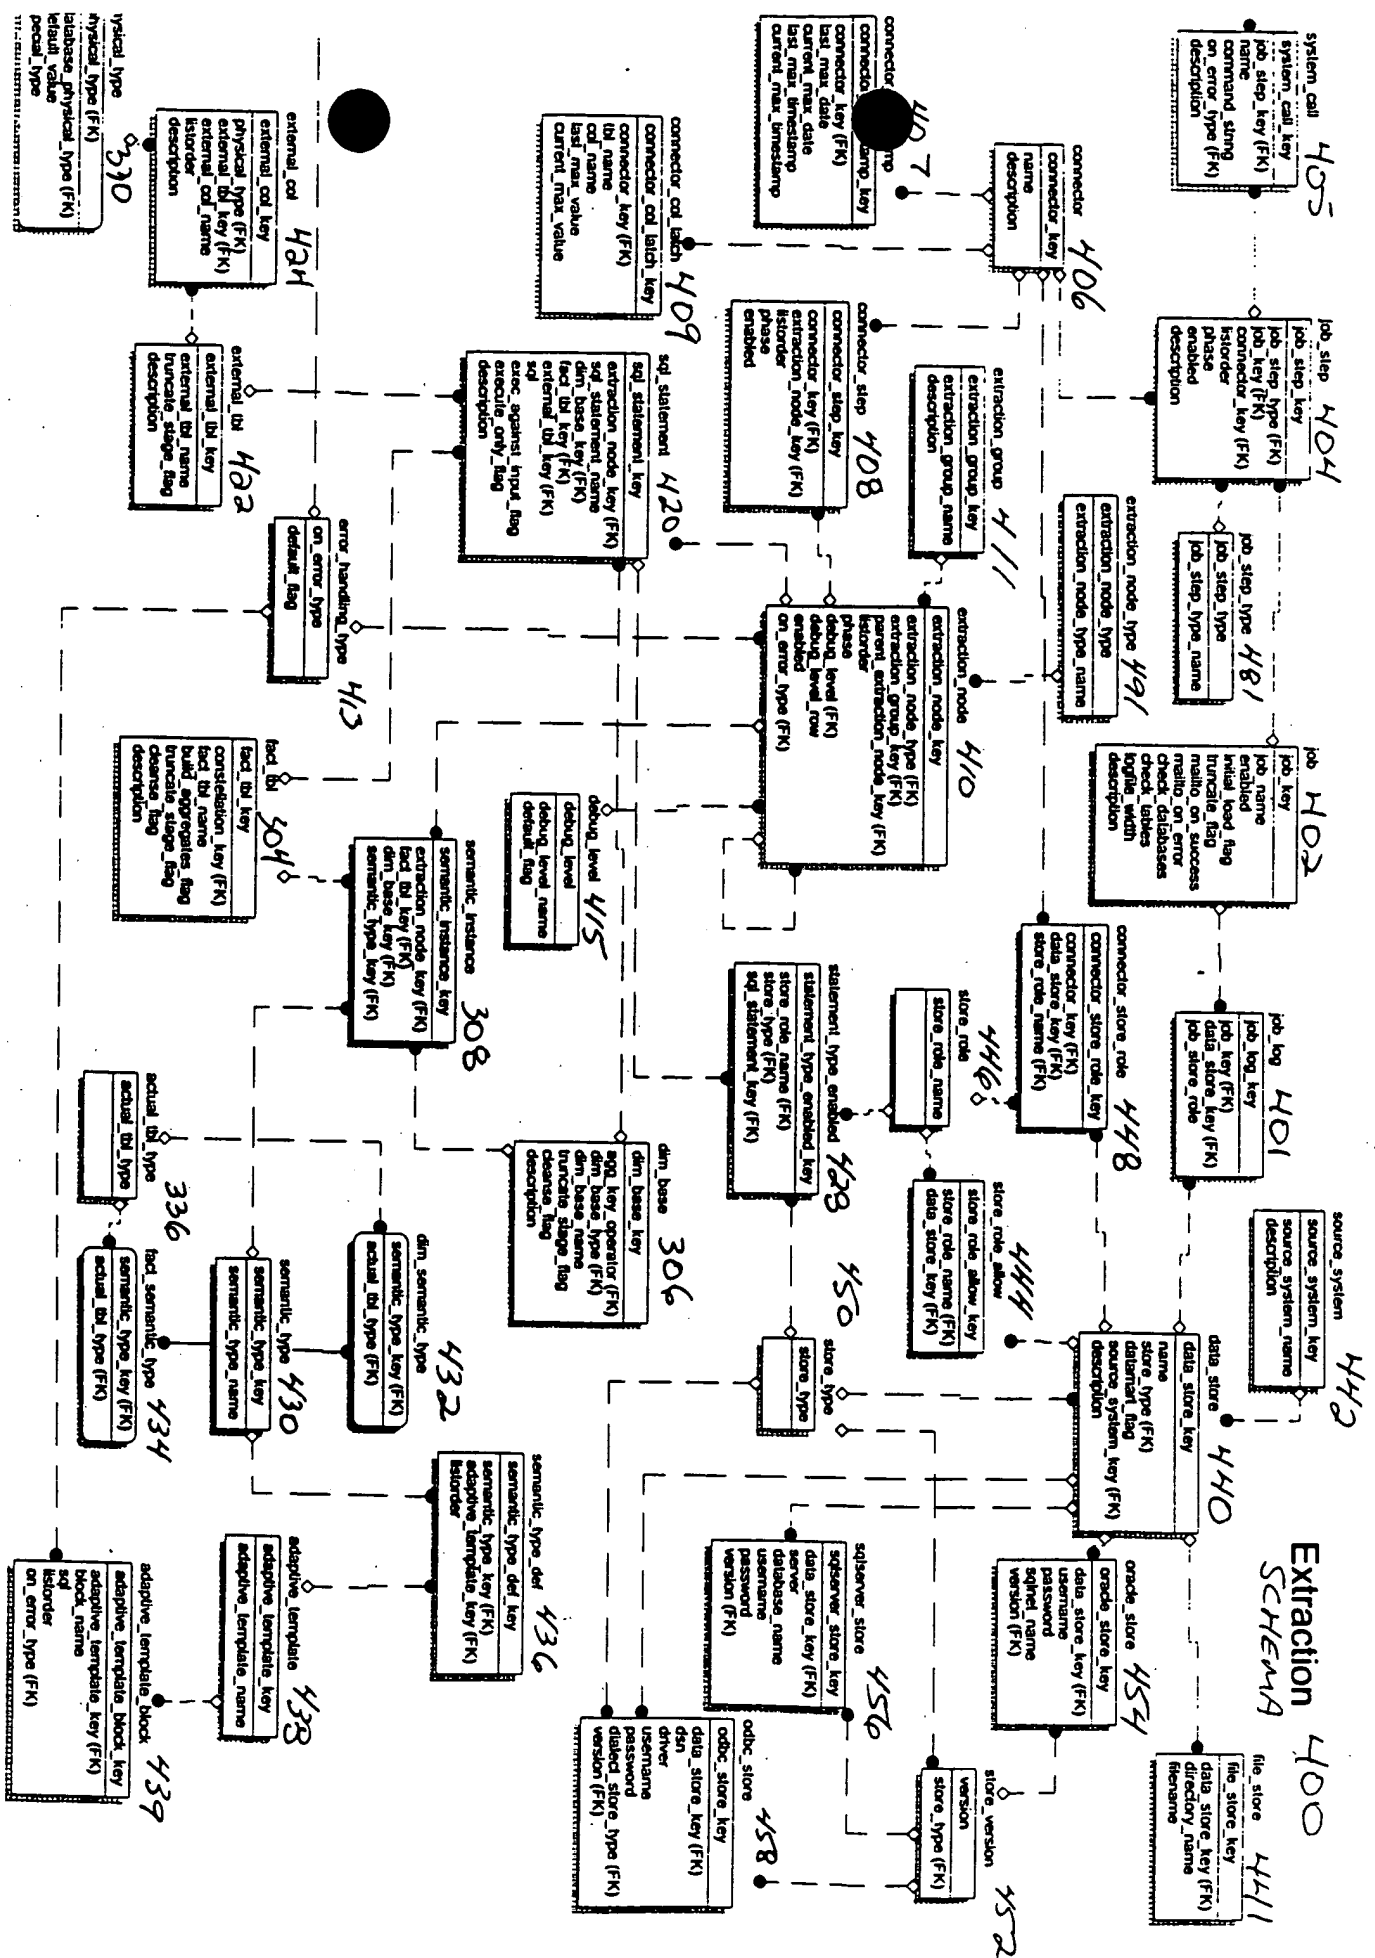 Extraction 400
SCHEMA
system_call 405
system_call_key
job_step_key (FK)
name
command_string
on_error_type (FK)
description
job_step 404
job_step_key
job_step_type (FK)
job_key (FK)
connector_key (FK)
listorder
phase
enabled
description
job_step_type 481
job_step_type
job_step_type_name
job 402
job_key
job_name
enabled
initial_load_flag
truncate_flag
mailto_on_success
mailto_on_error
check_databases
check_tables
logfile_width
description
job_log 401
job_log_key
job_key (FK)
data_store_key (FK)
job_store_role
source_system 442
source_system_key
source_system_name
description
data_store 440
data_store_key
name
store_type (FK)
datamart_flag
source_system_key (FK)
description
file_store 441
file_store_key
data_store_key (FK)
directory_name
filename
connector 406
connector_key
name
description
407
connector_key (FK)
last_max_date
current_max_date
last_max_timestamp
current_max_timestamp
connector_col_latch 409
connector_col_latch_key
connector_key (FK)
tbl_name
col_name
last_max_value
current_max_value
connector_step 408
connector_step_key
connector_key (FK)
extraction_node_key (FK)
listorder
phase
enabled
extraction_group 411
extraction_group_key
extraction_group_name
description
extraction_node_type 491
extraction_node_type
extraction_node_type_name
extraction_node 410
extraction_node_key
extraction_node_type (FK)
extraction_group_key (FK)
parent_extraction_node_key (FK)
listorder
phase
debug_level (FK)
debug_level_row
enabled
on_error_type (FK)
connector_store_role 448
connector_store_role_key
connector_key (FK)
data_store_key (FK)
store_role_name (FK)
store_role 446
store_role_name
store_role_allow 444
store_role_allow_key
store_role_name (FK)
data_store_key (FK)
statement_type_enabled 428
statement_type_enabled_key
store_role_name (FK)
store_type (FK)
sql_statement_key (FK)
store_type 450
store_type
oracle_store 454
oracle_store_key
data_store_key (FK)
username
password
sqlnet_name
version (FK)
sqlserver_store 456
sqlserver_store_key
data_store_key (FK)
server
database_name
username
password
version (FK)
store_version 452
version
store_type (FK)
odbc_store 458
odbc_store_key
data_store_key (FK)
dsn
driver
username
password
dialect_store_type (FK)
version (FK)
sql_statement 420
sql_statement_key
extraction_node_key (FK)
sql_statement_name
dim_base_key (FK)
fact_tbl_key (FK)
external_tbl_key (FK)
sql
exec_against_input_flag
execute_only_flag
description
debug_level 415
debug_level
debug_level_name
default_flag
dim_base 306
dim_base_key
agg_key_operator (FK)
dim_base_type (FK)
dim_base_name
truncate_stage_flag
cleanse_flag
description
semantic_instance 308
semantic_instance_key
extraction_node_key (FK)
fact_tbl_key (FK)
dim_base_key (FK)
semantic_type_key (FK)
error_handling_type 413
on_error_type
default_flag
fact_tbl 304
fact_tbl_key
constellation_key (FK)
fact_tbl_name
build_aggregates_flag
truncate_stage_flag
cleanse_flag
description
external_col 424
external_col_key
physical_type (FK)
external_tbl_key (FK)
external_col_name
listorder
description
external_tbl 422
external_tbl_key
external_tbl_name
truncate_stage_flag
description
ysical_type 330
hysical_type (FK)
latabase_physical_type (FK)
lefault_value
pecial_type
actual_tbl_type 336
actual_tbl_type
dim_semantic_type 432
semantic_type_key (FK)
actual_tbl_type (FK)
semantic_type 430
semantic_type_key
semantic_type_name
fact_semantic_type 434
semantic_type_key (FK)
actual_tbl_type (FK)
semantic_type_def 436
semantic_type_def_key
semantic_type_key (FK)
adaptive_template_key (FK)
listorder
adaptive_template 438
adaptive_template_key
adaptive_template_name
adaptive_template_block 439
adaptive_template_block_key
adaptive_template_key (FK)
block_name
sql
listorder
on_error_type (FK)